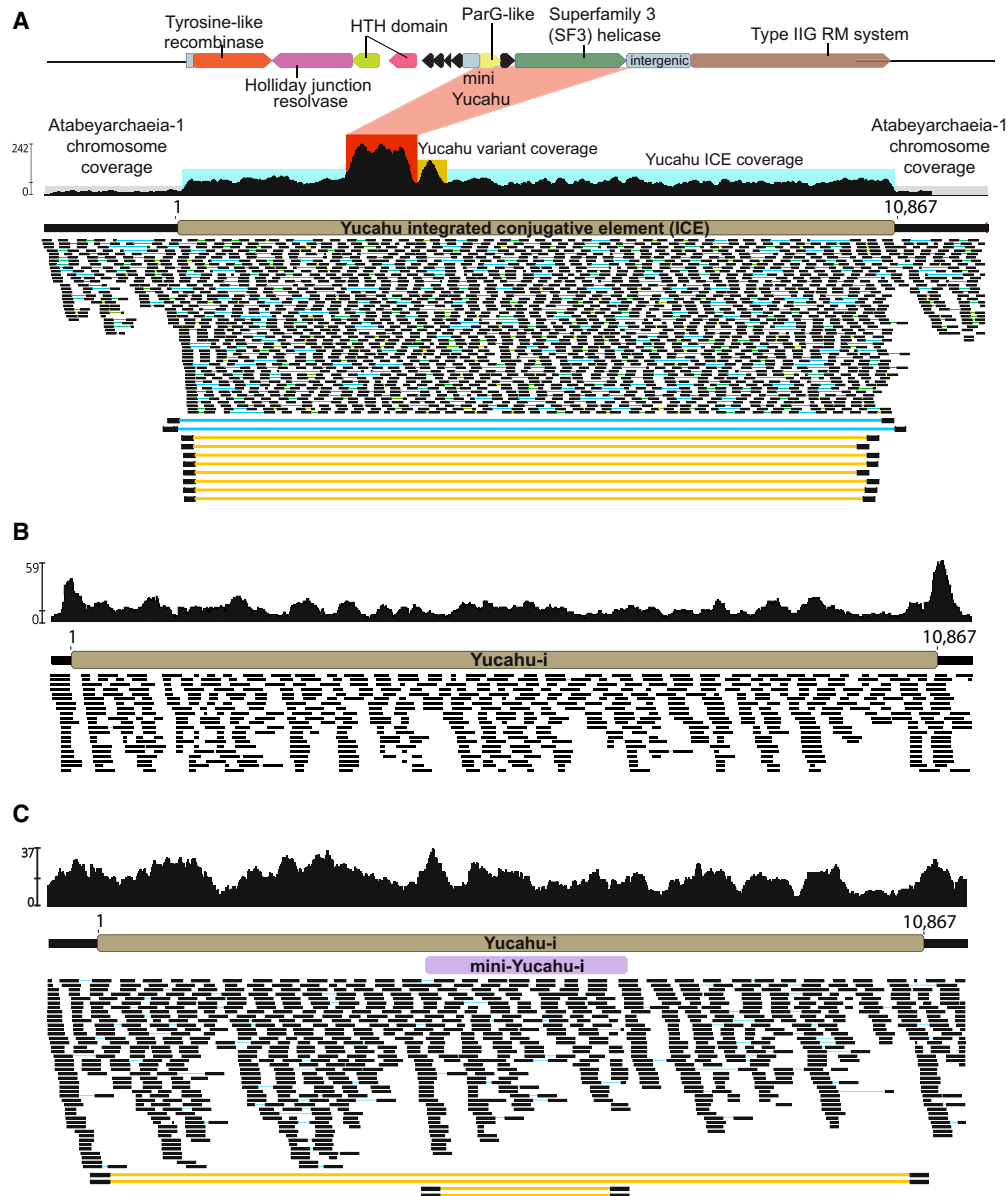 A
Tyrosine-like
recombinase
HTH domain
ParG-like
Superfamily 3
(SF3) helicase
Type IIG RM system
Holliday junction
resolvase
mini
Yucahu
intergenic
Atabeyarchaeia-1
chromosome
coverage
242
0
Yucahu variant coverage
Yucahu ICE coverage
Atabeyarchaeia-1
chromosome
coverage
1
10,867
Yucahu integrated conjugative element (ICE)
B
59
0
1
10,867
Yucahu-i
C
37
0
1
10,867
Yucahu-i
mini-Yucahu-i